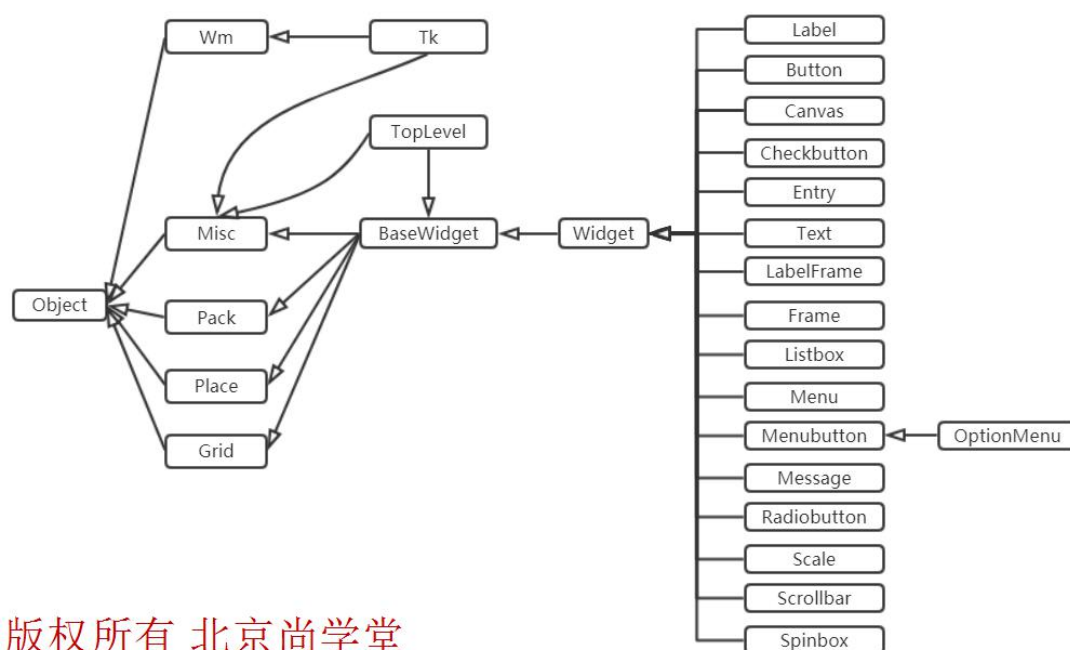 Wm
Tk
TopLevel
Misc
BaseWidget
Widget
Object
Pack
Place
Grid
Label
Button
Canvas
Checkbutton
Entry
Text
LabelFrame
Frame
Listbox
Menu
Menubutton
OptionMenu
Message
Radiobutton
Scale
Scrollbar
Spinbox
版权所有 北京尚学堂